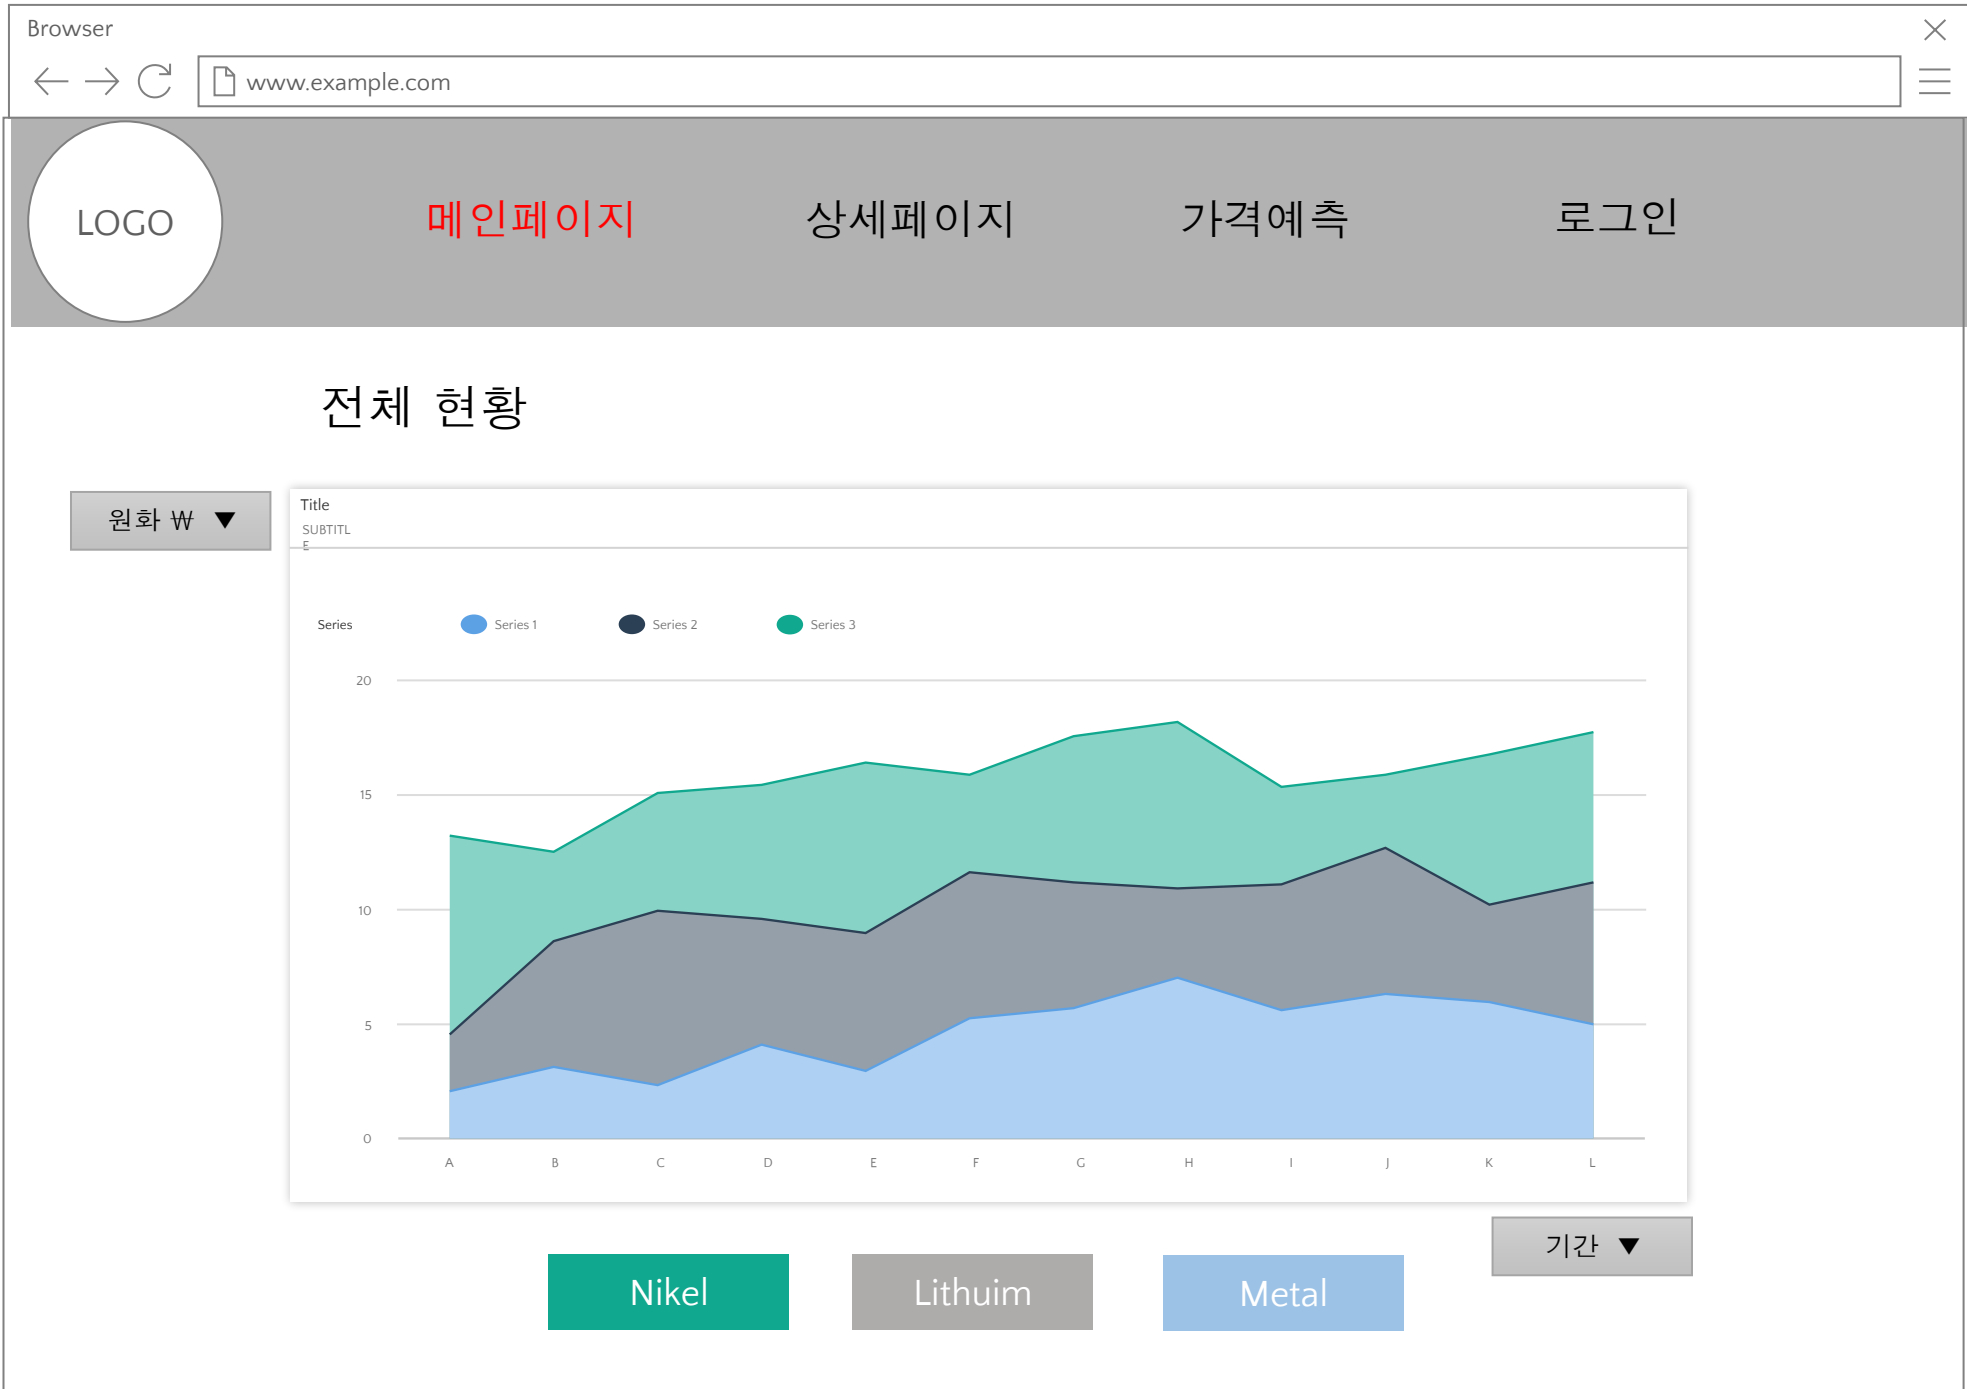 Browser
www.example.com
LOGO
메인페이지
상세페이지
가격예측
로그인
전체 현황
원화 ₩ ▼
Title
SUBTITL
E
Series
Series 1
Series 2
Series 3
20
15
10
5
0
A B C D E F G H I J K L
기간 ▼
Nikel
Lithuim
Metal